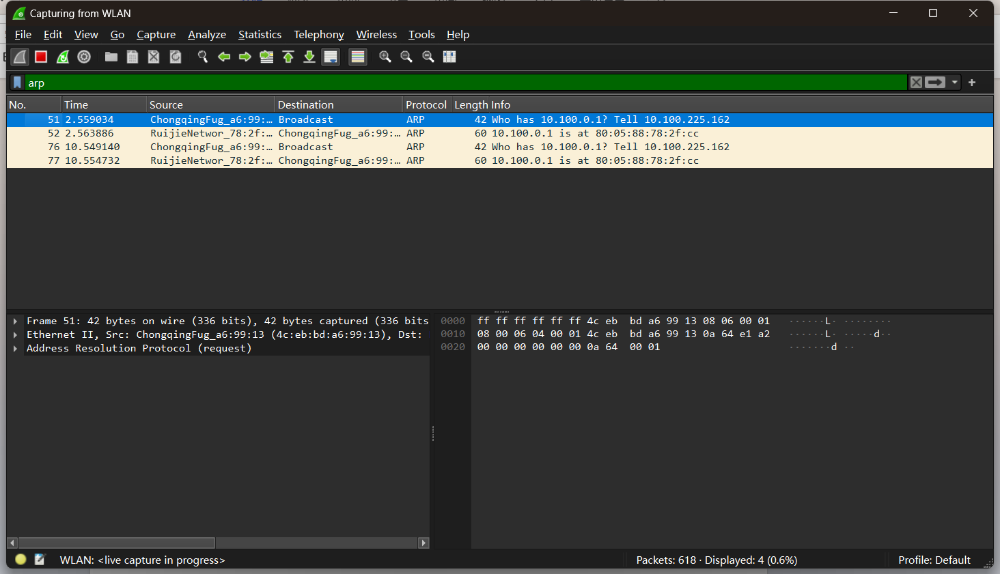 Capturing from WLAN
File Edit View Go Capture Analyze Statistics Telephony Wireless Tools Help
arp
No. Time Source Destination Protocol Length Info
51 2.559034 ChongqingFug_a6:99:… Broadcast ARP 42 Who has 10.100.0.1? Tell 10.100.225.162
52 2.563886 RuijieNetwor_78:2f:… ChongqingFug_a6:99:… ARP 60 10.100.0.1 is at 80:05:88:78:2f:cc
76 10.549140 ChongqingFug_a6:99:… Broadcast ARP 42 Who has 10.100.0.1? Tell 10.100.225.162
77 10.554732 RuijieNetwor_78:2f:… ChongqingFug_a6:99:… ARP 60 10.100.0.1 is at 80:05:88:78:2f:cc
Frame 51: 42 bytes on wire (336 bits), 42 bytes captured (336 bits
Ethernet II, Src: ChongqingFug_a6:99:13 (4c:eb:bd:a6:99:13), Dst:
Address Resolution Protocol (request)
0000 ff ff ff ff ff ff 4c eb bd a6 99 13 08 06 00 01 ······L· ········
0010 08 00 06 04 00 01 4c eb bd a6 99 13 0a 64 e1 a2 ······L· ·····d··
0020 00 00 00 00 00 00 0a 64 00 01 ·······d ··
WLAN: <live capture in progress>
Packets: 618 · Displayed: 4 (0.6%)
Profile: Default